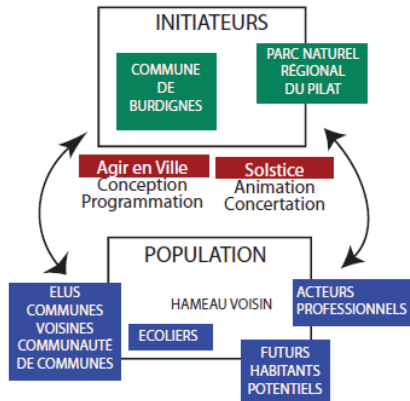 INITIATEURS
COMMUNE
DE
BURDIGNES
PARC NATUREL
RÉGIONAL
DU PILAT
Agir en Ville
Conception
Programmation
Solstice
Animation
Concertation
POPULATION
ELUS
COMMUNES
VOISINES
COMMUNAUTÉ
DE COMMUNES
HAMEAU VOISIN
ECOLIERS
ACTEURS
PROFESSIONNELS
FUTURS
HABITANTS
POTENTIELS